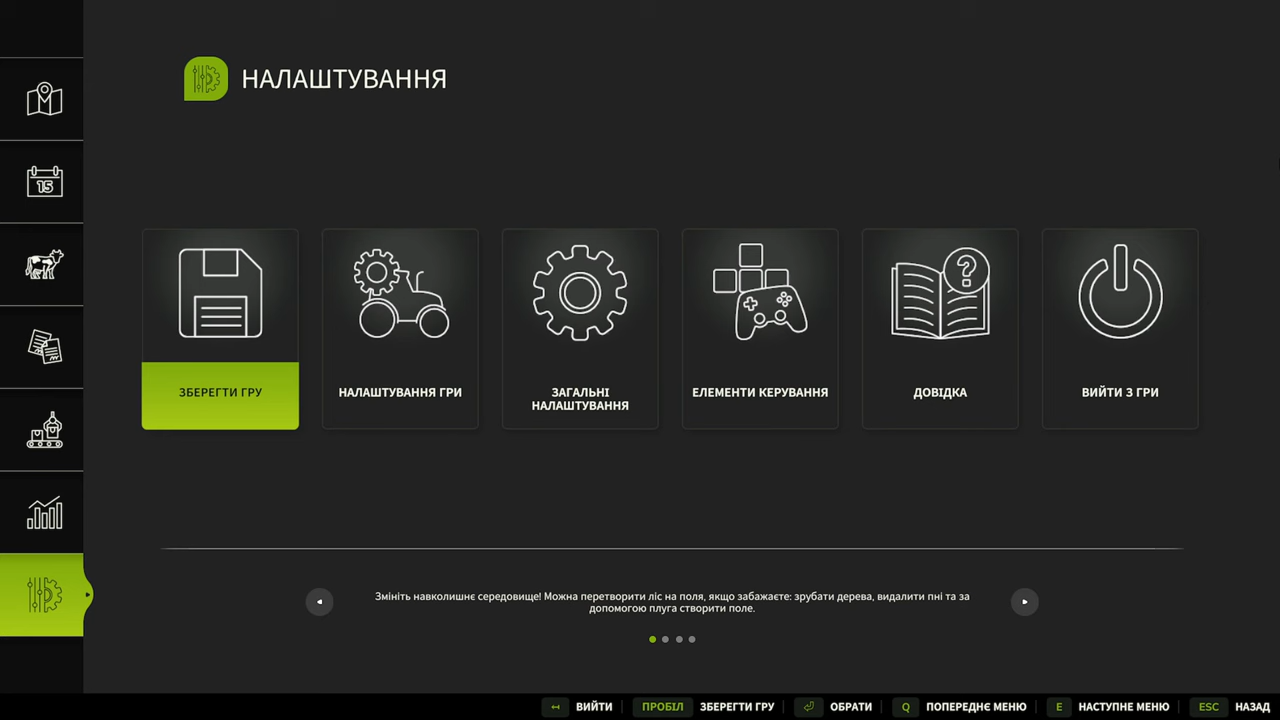 НАЛАШТУВАННЯ
15
ЗБЕРЕГТИ ГРУ
НАЛАШТУВАННЯ ГРИ
ЗАГАЛЬНІ
НАЛАШТУВАННЯ
ЕЛЕМЕНТИ КЕРУВАННЯ
ДОВІДКА
ВИЙТИ З ГРИ
Змініть навколишнє середовище! Можна перетворити ліс на поля, якщо забажаєте: зрубати дерева, видалити пні та за
допомогою плуга створити поле.
ВИЙТИ ПРОБІЛ ЗБЕРЕГТИ ГРУ ОБРАТИ Q ПОПЕРЕДНЄ МЕНЮ E НАСТУПНЕ МЕНЮ ESC НАЗАД